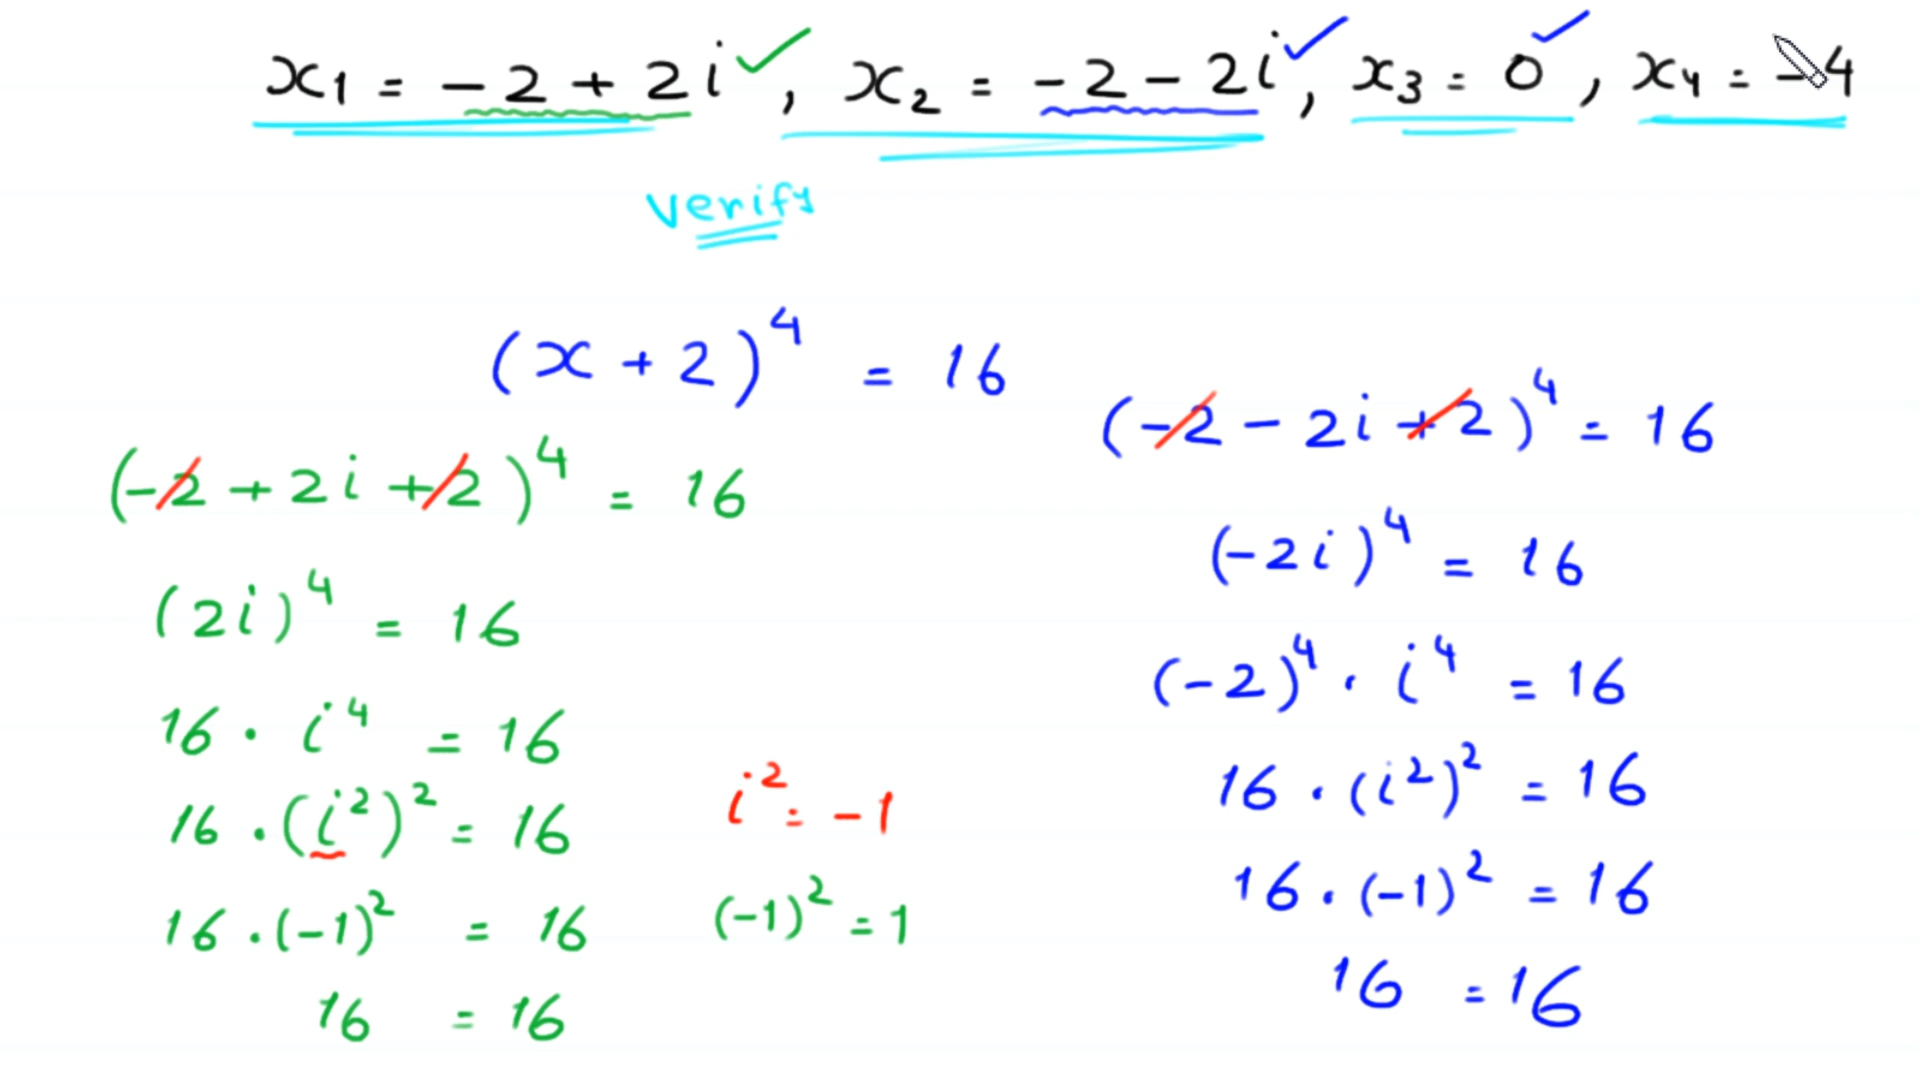 x₁ = -2 + 2i ✓, x₂ = -2 - 2i ✓, x₃ = 0 ✓, x₄ = -4
verify
(x + 2)⁴ = 16
(-2 + 2i + 2)⁴ = 16
(2i)⁴ = 16
16 · i⁴ = 16
16 · (i²)² = 16
16 · (-1)² = 16
16 = 16
i² = -1
(-1)² = 1
(-2 - 2i + 2)⁴ = 16
(-2i)⁴ = 16
(-2)⁴ · i⁴ = 16
16 · (i²)² = 16
16 · (-1)² = 16
16 = 16